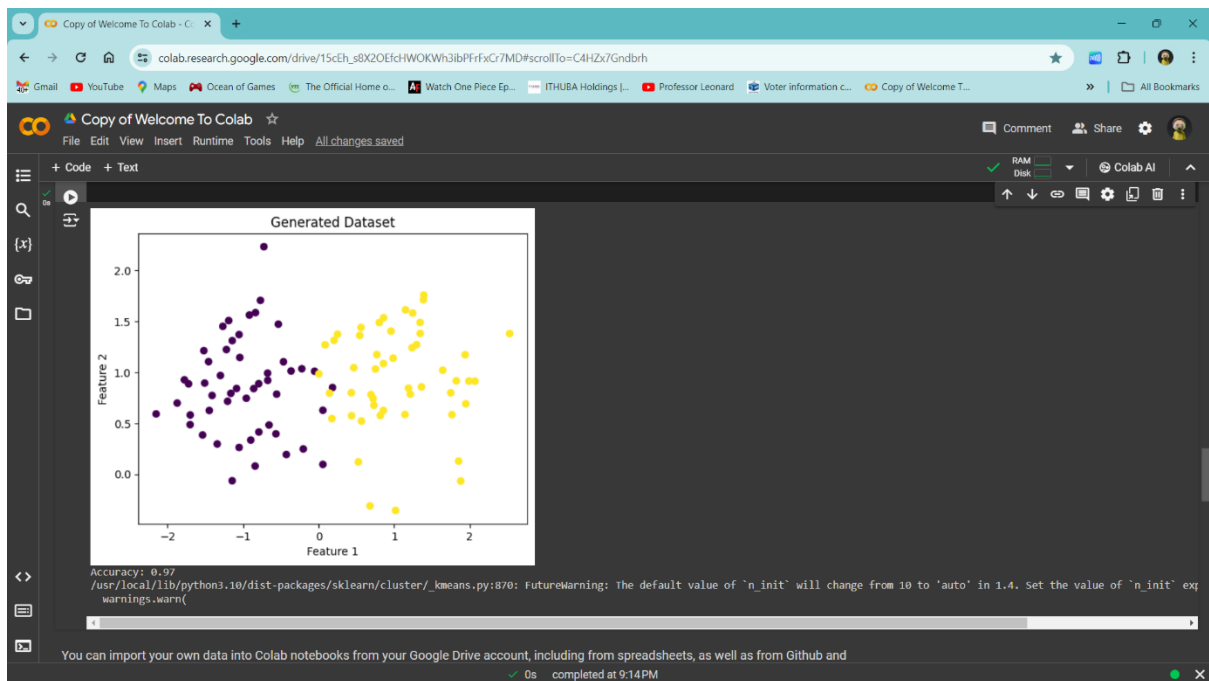 Copy of Welcome To Colab - Co
colab.research.google.com/drive/15cEh_s8X2OEfcHWOKWh3ibPFrFxCr7MD#scrollTo=C4HZx7Gndbrh
Gmail YouTube Maps Ocean of Games The Official Home o... Watch One Piece Ep... ITHUBA Holdings |... Professor Leonard Voter information c... Copy of Welcome T... » All Bookmarks
CO Copy of Welcome To Colab Comment Share
File Edit View Insert Runtime Tools Help All changes saved
+ Code + Text RAM Disk Colab AI
0s
{x}
Generated Dataset
2.0
1.5
1.0
0.5
0.0
Feature 2
−2 −1 0 1 2
Feature 1
Accuracy: 0.97
/usr/local/lib/python3.10/dist-packages/sklearn/cluster/_kmeans.py:870: FutureWarning: The default value of `n_init` will change from 10 to 'auto' in 1.4. Set the value of `n_init` exp
warnings.warn(
You can import your own data into Colab notebooks from your Google Drive account, including from spreadsheets, as well as from Github and
0s completed at 9:14 PM